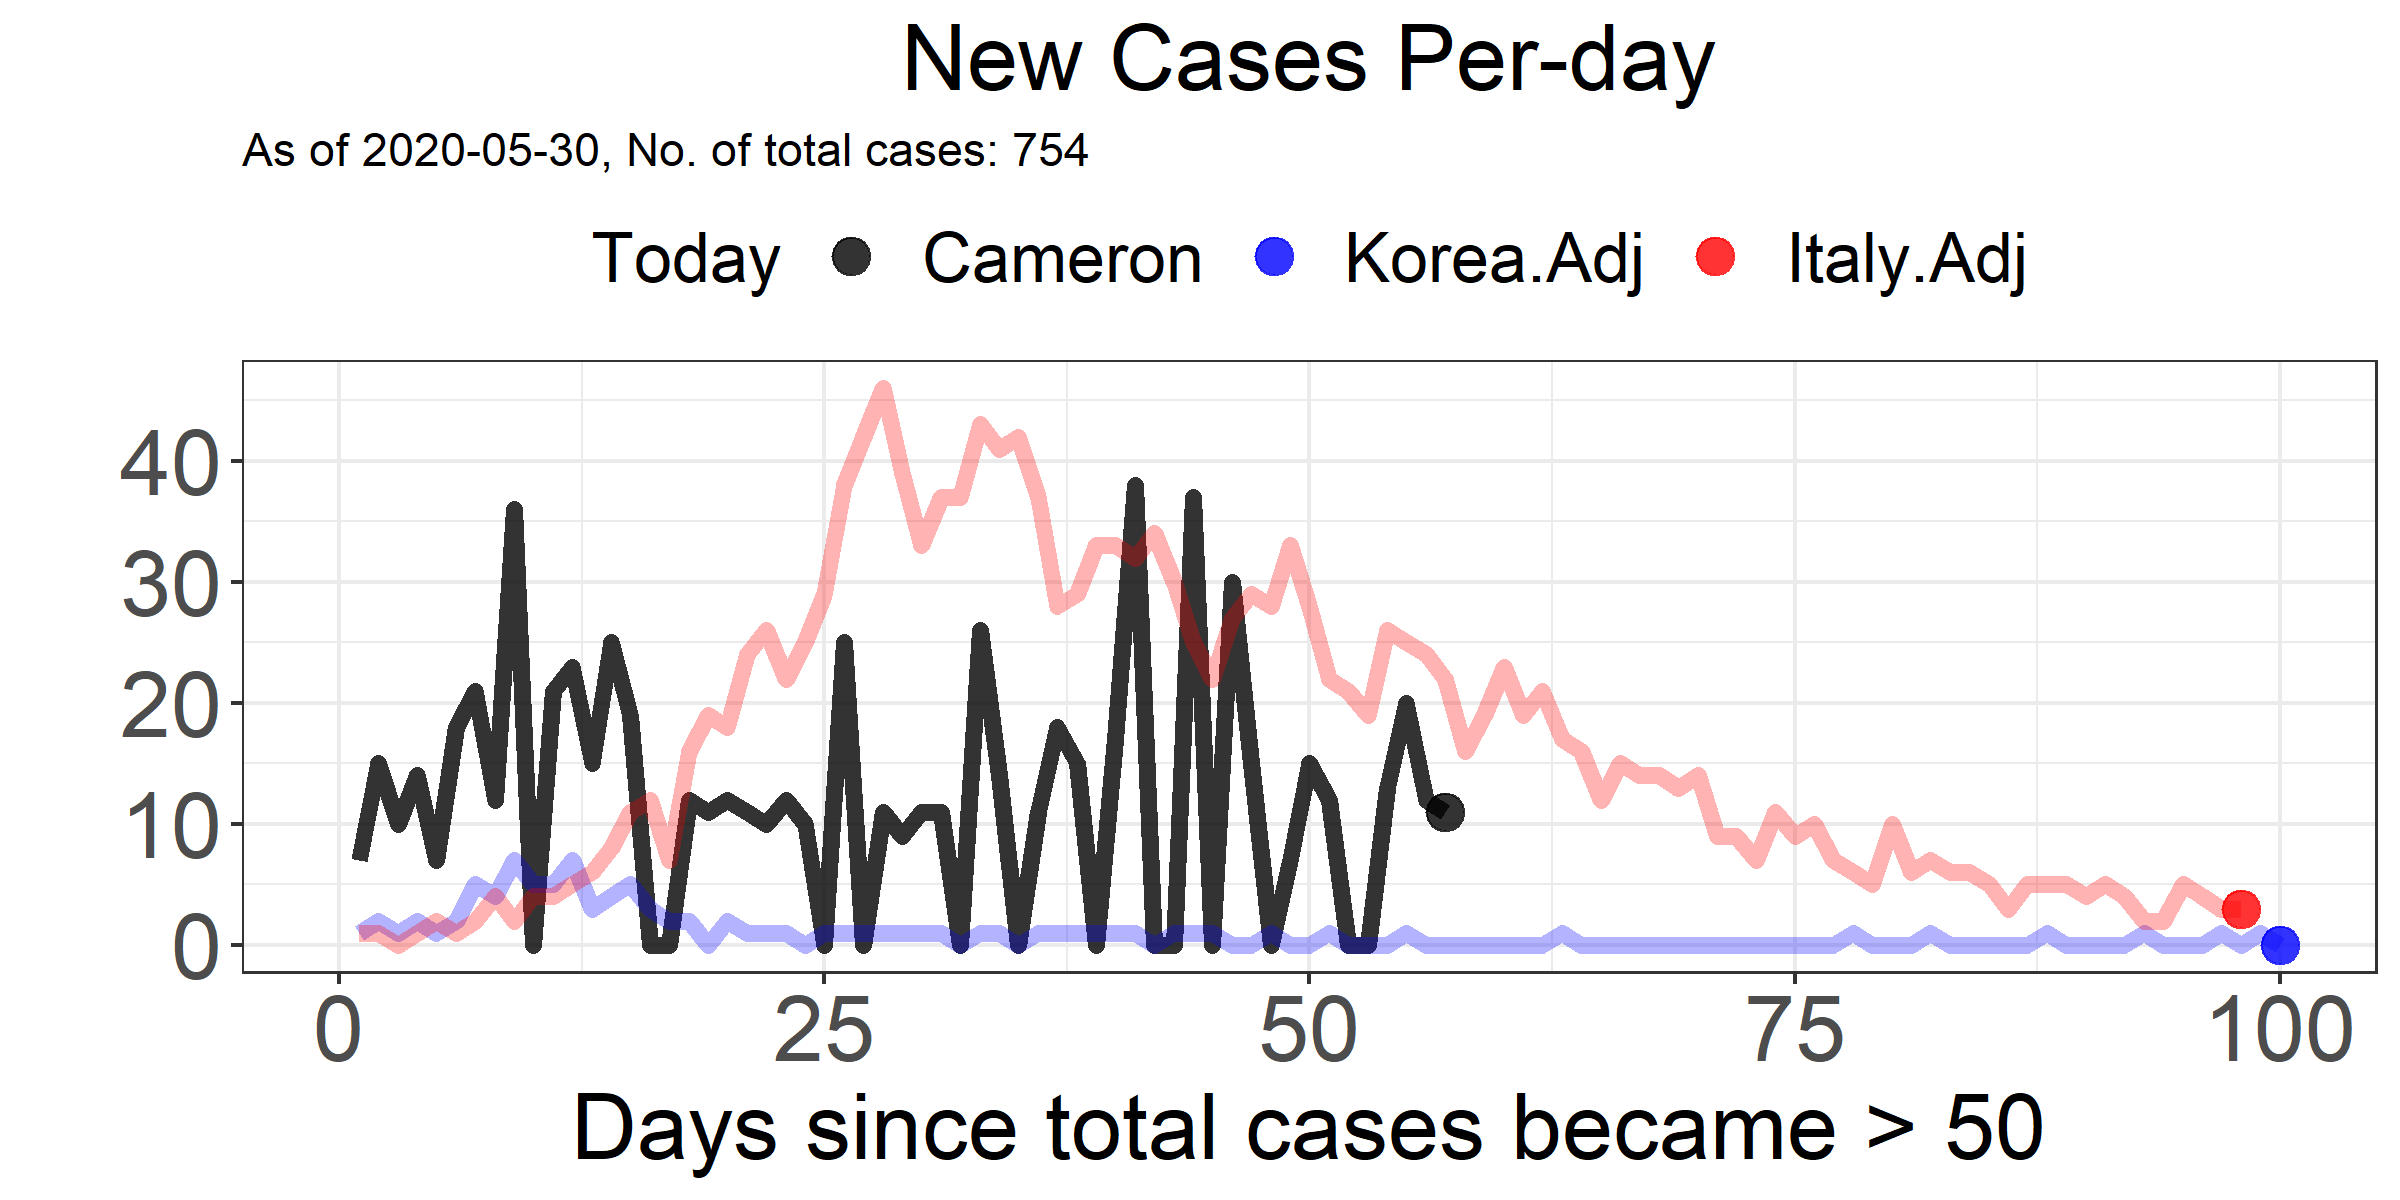 New Cases Per-day
As of 2020-05-30, No. of total cases: 754
Today Cameron Korea.Adj Italy.Adj
40
30
20
10
0
0 25 50 75 100
Days since total cases became > 50